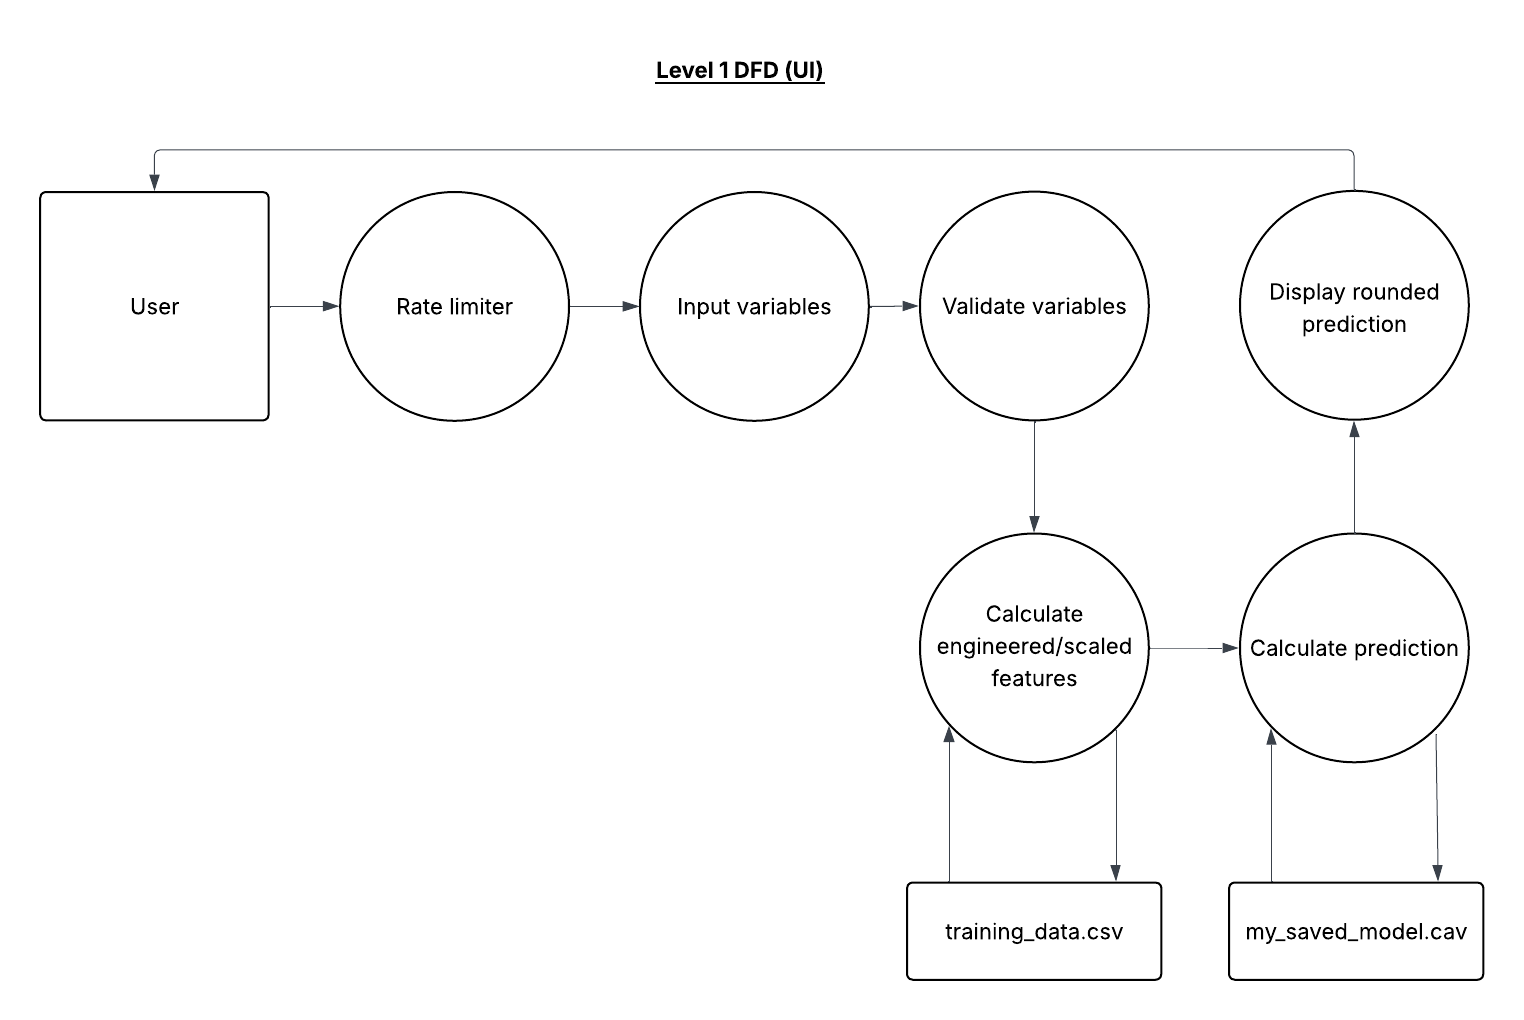 Level 1 DFD (UI)
User
Rate limiter
Input variables
Validate variables
Display rounded
prediction
Calculate
engineered/scaled
features
Calculate prediction
training_data.csv
my_saved_model.cav